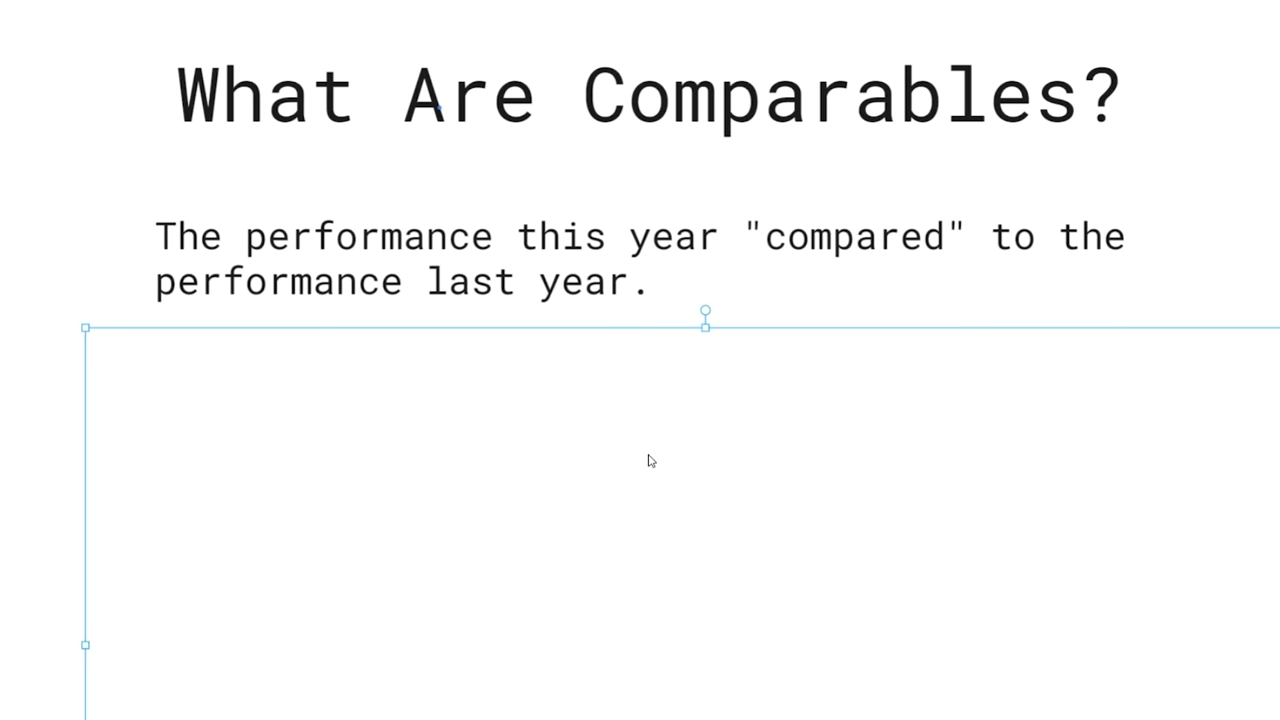 What Are Comparables?
The performance this year "compared" to the
performance last year.